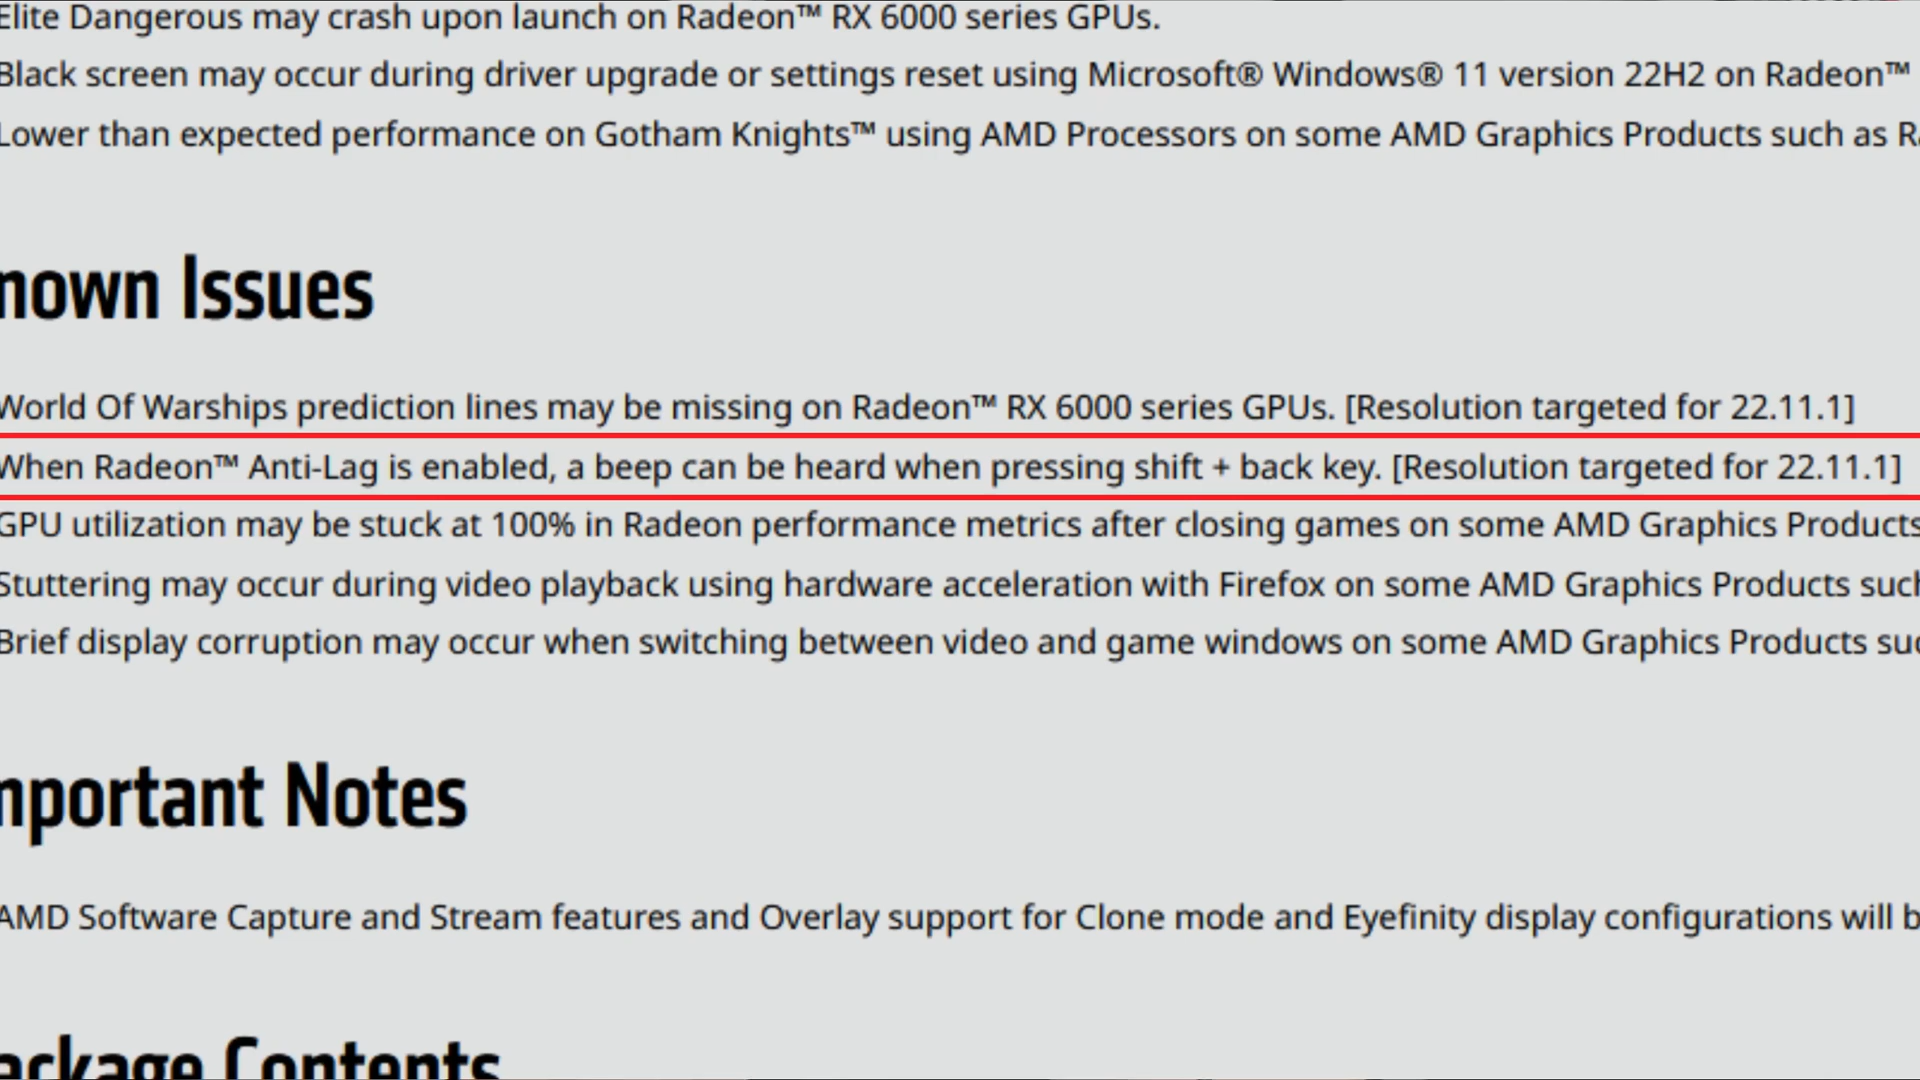 Elite Dangerous may crash upon launch on Radeon™ RX 6000 series GPUs.
Black screen may occur during driver upgrade or settings reset using Microsoft® Windows® 11 version 22H2 on Radeon™
Lower than expected performance on Gotham Knights™ using AMD Processors on some AMD Graphics Products such as Ra
nown Issues
World Of Warships prediction lines may be missing on Radeon™ RX 6000 series GPUs. [Resolution targeted for 22.11.1]
When Radeon™ Anti-Lag is enabled, a beep can be heard when pressing shift + back key. [Resolution targeted for 22.11.1]
GPU utilization may be stuck at 100% in Radeon performance metrics after closing games on some AMD Graphics Products
Stuttering may occur during video playback using hardware acceleration with Firefox on some AMD Graphics Products such
Brief display corruption may occur when switching between video and game windows on some AMD Graphics Products suc
mportant Notes
AMD Software Capture and Stream features and Overlay support for Clone mode and Eyefinity display configurations will b
ackage Contents